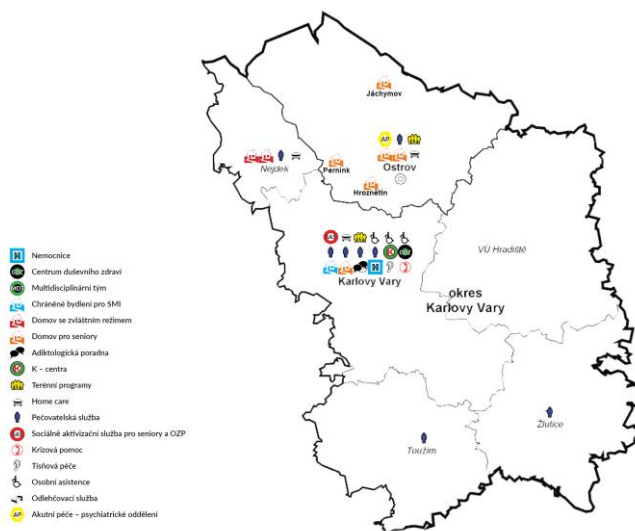 Jáchymov
AP
Nejdek
Pernink
Ostrov
Hroznětín
VÚ Hradiště
A
K
H
Karlovy Vary
okres
Karlovy Vary
Toužim
Žlutice
H Nemocnice
Centrum duševního zdraví
MDT Multidisciplinární tým
Chráněné bydlení pro SMI
Domov se zvláštním režimem
Domov pro seniory
Adiktologická poradna
K K – centra
Terénní programy
Home care
Pečovatelská služba
A Sociálně aktivizační služba pro seniory a OZP
Krizová pomoc
Tísňová péče
Osobní asistence
Odlehčovací služba
AP Akutní péče – psychiatrické oddělení